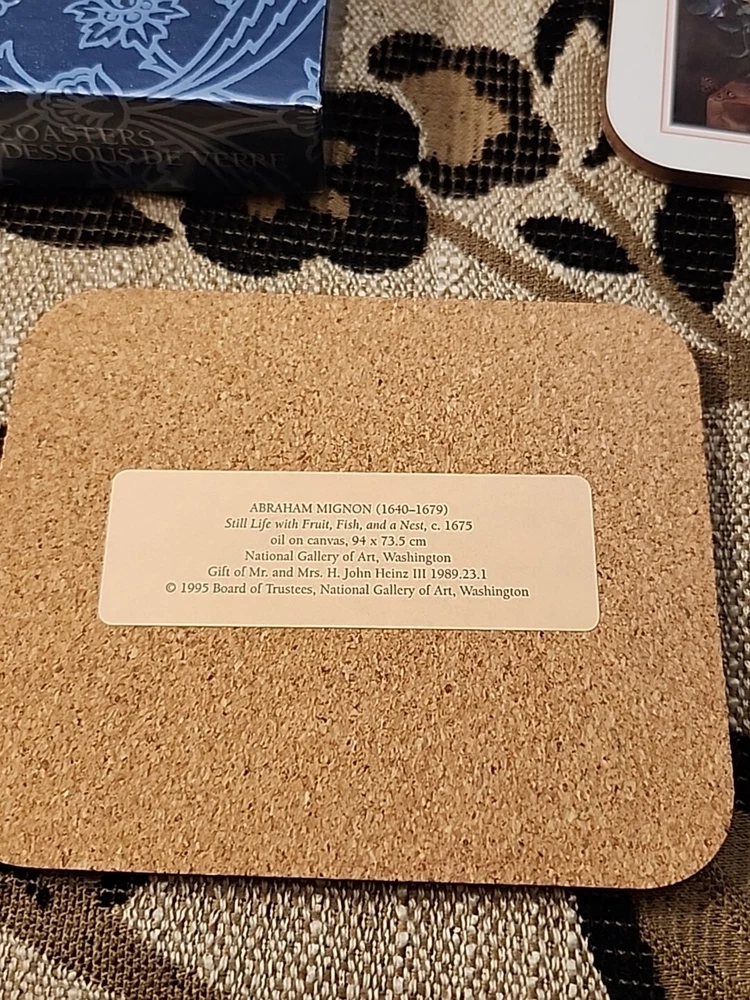 COASTERS
DESSOUS DE VERRE
ABRAHAM MIGNON (1640–1679)
Still Life with Fruit, Fish, and a Nest, c. 1675
oil on canvas, 94 x 73.5 cm
National Gallery of Art, Washington
Gift of Mr. and Mrs. H. John Heinz III 1989.23.1
© 1995 Board of Trustees, National Gallery of Art, Washington